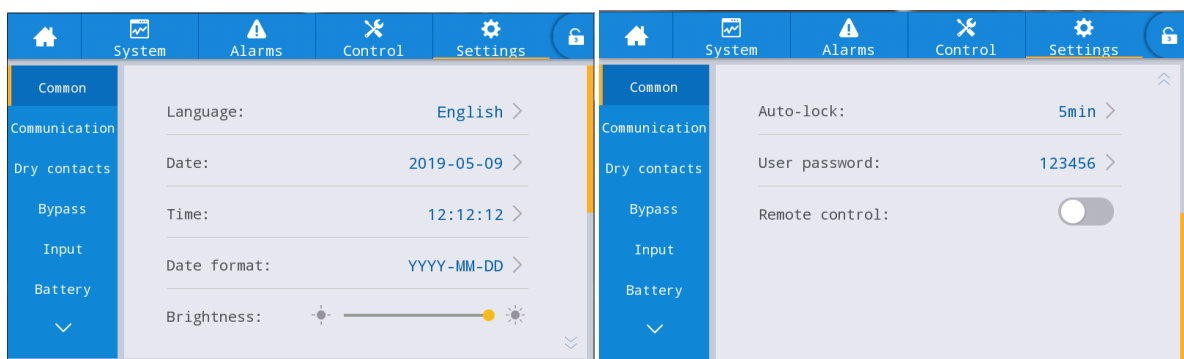 System Alarms Control Settings 3
Common
Communication
Dry contacts
Bypass
Input
Battery
Language: English
Date: 2019-05-09
Time: 12:12:12
Date format: YYYY-MM-DD
Brightness:
System Alarms Control Settings 3
Common
Communication
Dry contacts
Bypass
Input
Battery
Auto-lock: 5min
User password: 123456
Remote control: